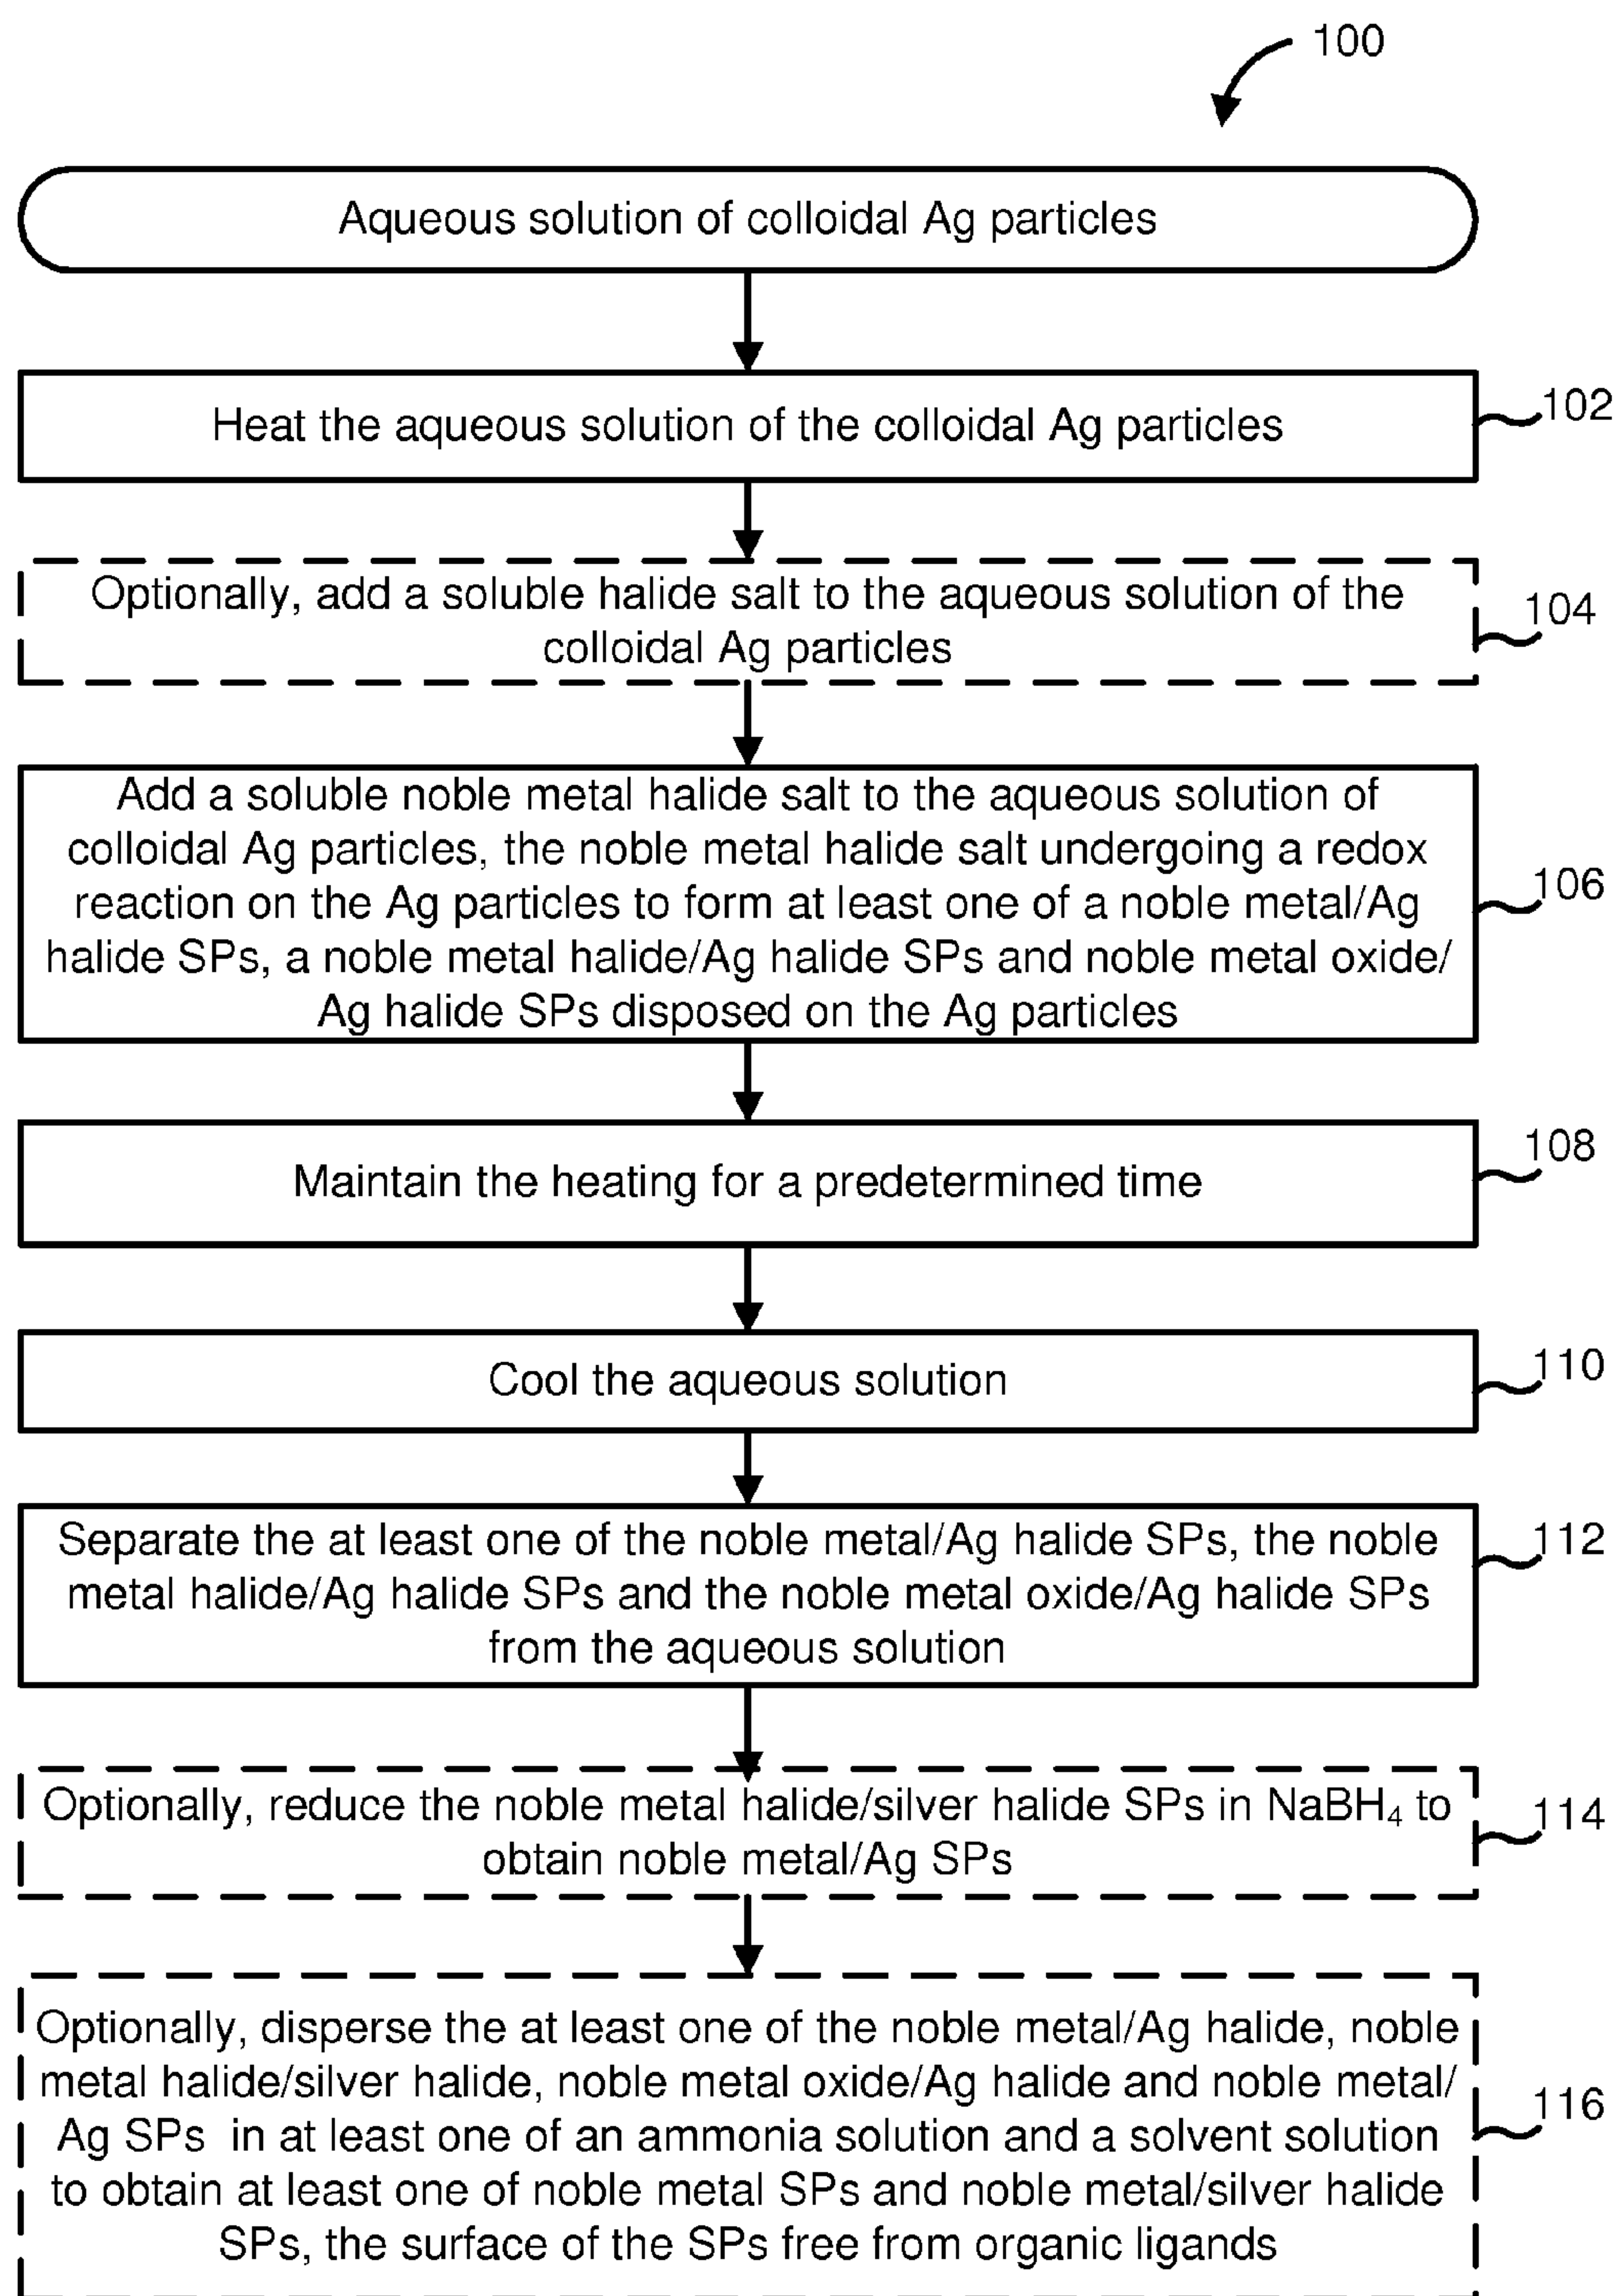 100
Aqueous solution of colloidal Ag particles
Heat the aqueous solution of the colloidal Ag particles
102
Optionally, add a soluble halide salt to the aqueous solution of the
colloidal Ag particles
104
Add a soluble noble metal halide salt to the aqueous solution of
colloidal Ag particles, the noble metal halide salt undergoing a redox
reaction on the Ag particles to form at least one of a noble metal/Ag
halide SPs, a noble metal halide/Ag halide SPs and noble metal oxide/
Ag halide SPs disposed on the Ag particles
106
Maintain the heating for a predetermined time
108
Cool the aqueous solution
110
Separate the at least one of the noble metal/Ag halide SPs, the noble
metal halide/Ag halide SPs and the noble metal oxide/Ag halide SPs
from the aqueous solution
112
Optionally, reduce the noble metal halide/silver halide SPs in NaBH₄ to
obtain noble metal/Ag SPs
114
Optionally, disperse the at least one of the noble metal/Ag halide, noble
metal halide/silver halide, noble metal oxide/Ag halide and noble metal/
Ag SPs in at least one of an ammonia solution and a solvent solution
to obtain at least one of noble metal SPs and noble metal/silver halide
SPs, the surface of the SPs free from organic ligands
116